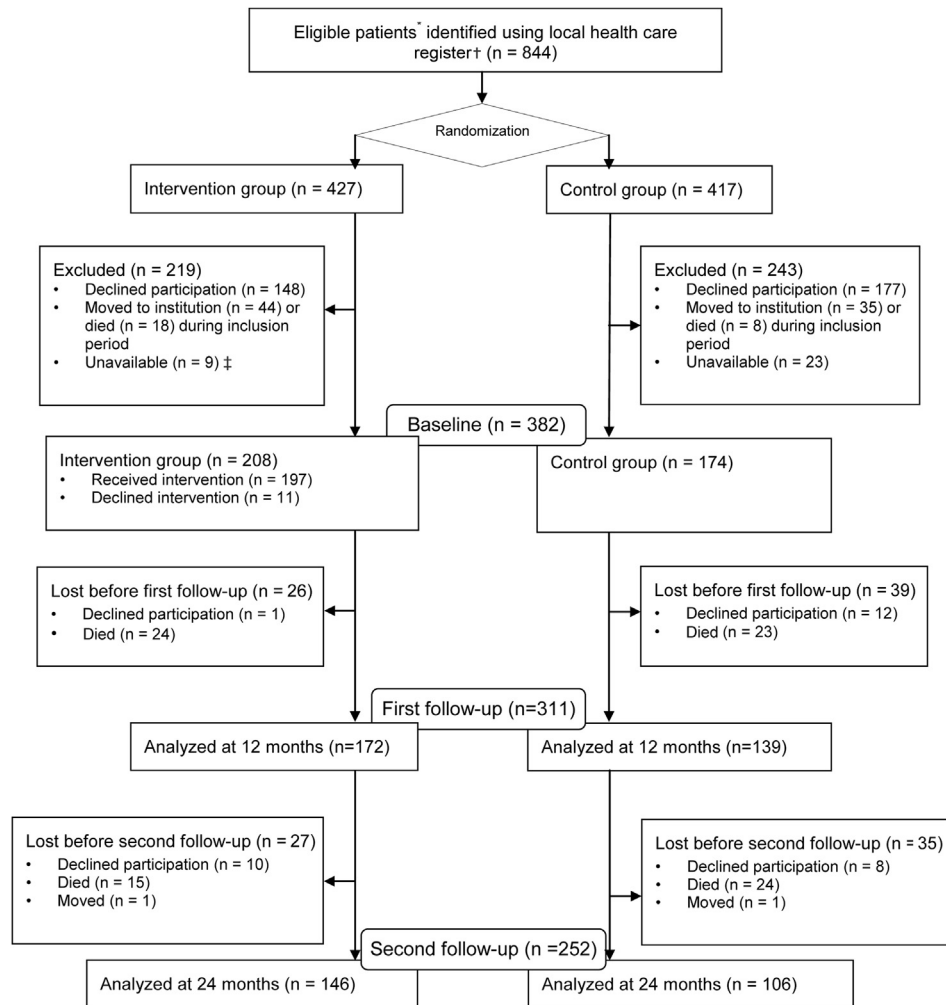 Eligible patients* identified using local health care
register† (n = 844)
Randomization
Intervention group (n = 427)
Control group (n = 417)
Excluded (n = 219)
• Declined participation (n = 148)
• Moved to institution (n = 44) or
died (n = 18) during inclusion
period
• Unavailable (n = 9) ‡
Excluded (n = 243)
• Declined participation (n = 177)
• Moved to institution (n = 35) or
died (n = 8) during inclusion
period
• Unavailable (n = 23)
Baseline (n = 382)
Intervention group (n = 208)
• Received intervention (n = 197)
• Declined intervention (n = 11)
Control group (n = 174)
Lost before first follow-up (n = 26)
• Declined participation (n = 1)
• Died (n = 24)
Lost before first follow-up (n = 39)
• Declined participation (n = 12)
• Died (n = 23)
First follow-up (n=311)
Analyzed at 12 months (n=172)
Analyzed at 12 months (n=139)
Lost before second follow-up (n = 27)
• Declined participation (n = 10)
• Died (n = 15)
• Moved (n = 1)
Lost before second follow-up (n = 35)
• Declined participation (n = 8)
• Died (n = 24)
• Moved (n = 1)
Second follow-up (n =252)
Analyzed at 24 months (n = 146)
Analyzed at 24 months (n = 106)